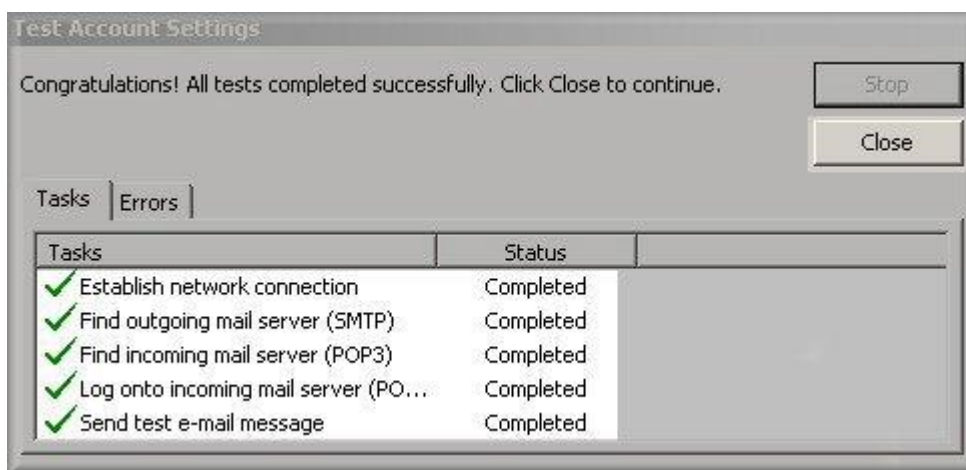 Test Account Settings
Congratulations! All tests completed successfully. Click Close to continue.
Stop
Close
Tasks Errors
Tasks Status
Establish network connection Completed
Find outgoing mail server (SMTP) Completed
Find incoming mail server (POP3) Completed
Log onto incoming mail server (PO... Completed
Send test e-mail message Completed